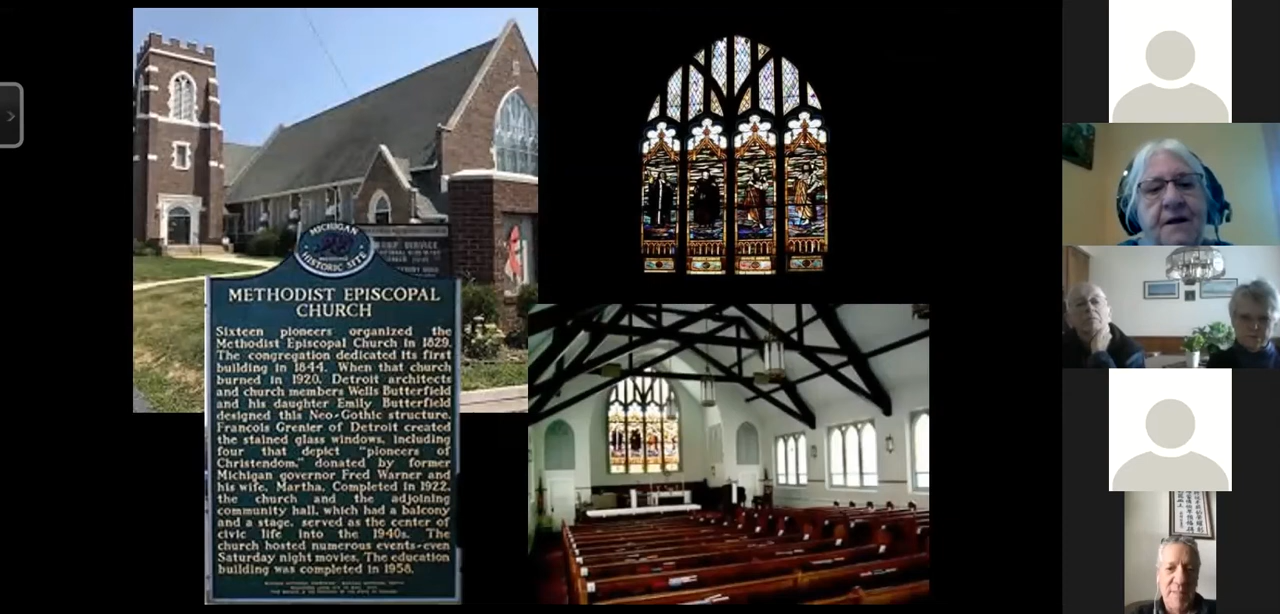 MICHIGAN
HISTORIC SITE
METHODIST EPISCOPAL
CHURCH
Sixteen pioneers organized the
Methodist Episcopal Church in 1829.
The congregation dedicated its first
building in 1844. When that church
burned in 1920, Detroit architects
and church members Wells Butterfield
and his daughter Emily Butterfield
designed this Neo-Gothic structure.
Francois Grenier of Detroit created
the stained glass windows, including
four that depict "pioneers of
Christendom," donated by former
Michigan governor Fred Warner and
his wife, Martha. Completed in 1922,
the church and the adjoining
community hall, which had a balcony
and a stage, served as the center of
civic life into the 1940s. The
church hosted numerous events-even
Saturday night movies. The education
building was completed in 1958.